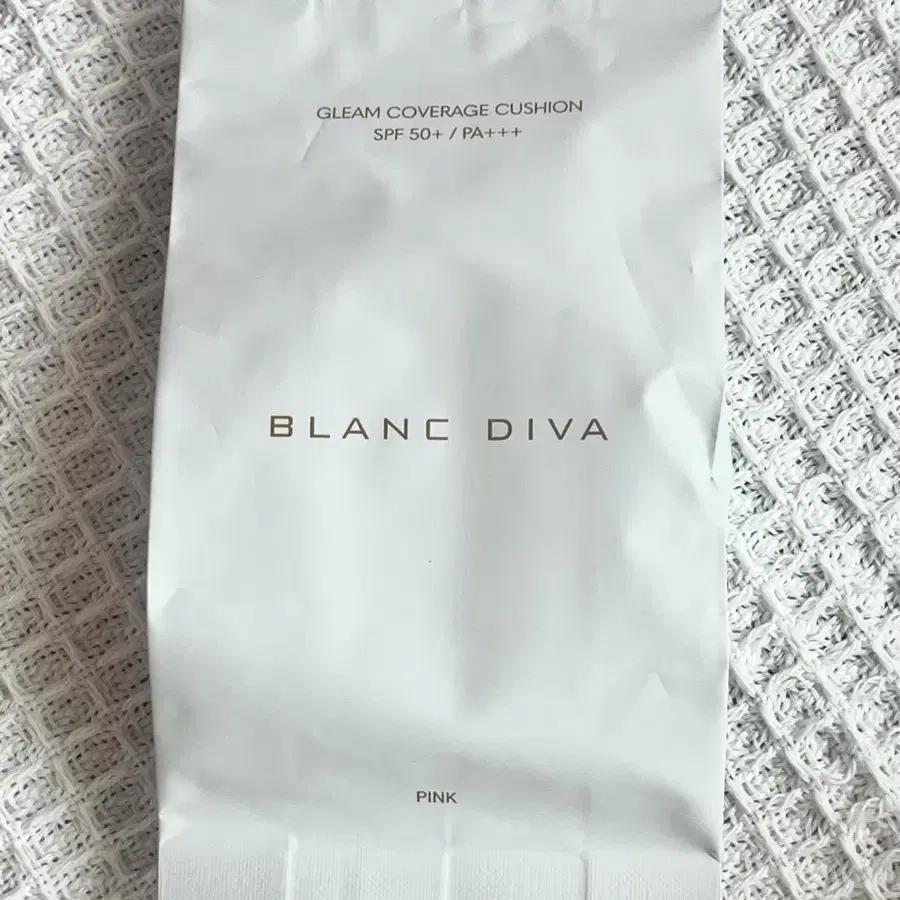 GLEAM COVERAGE CUSHION
SPF 50+ / PA+++
BLANC DIVA
PINK